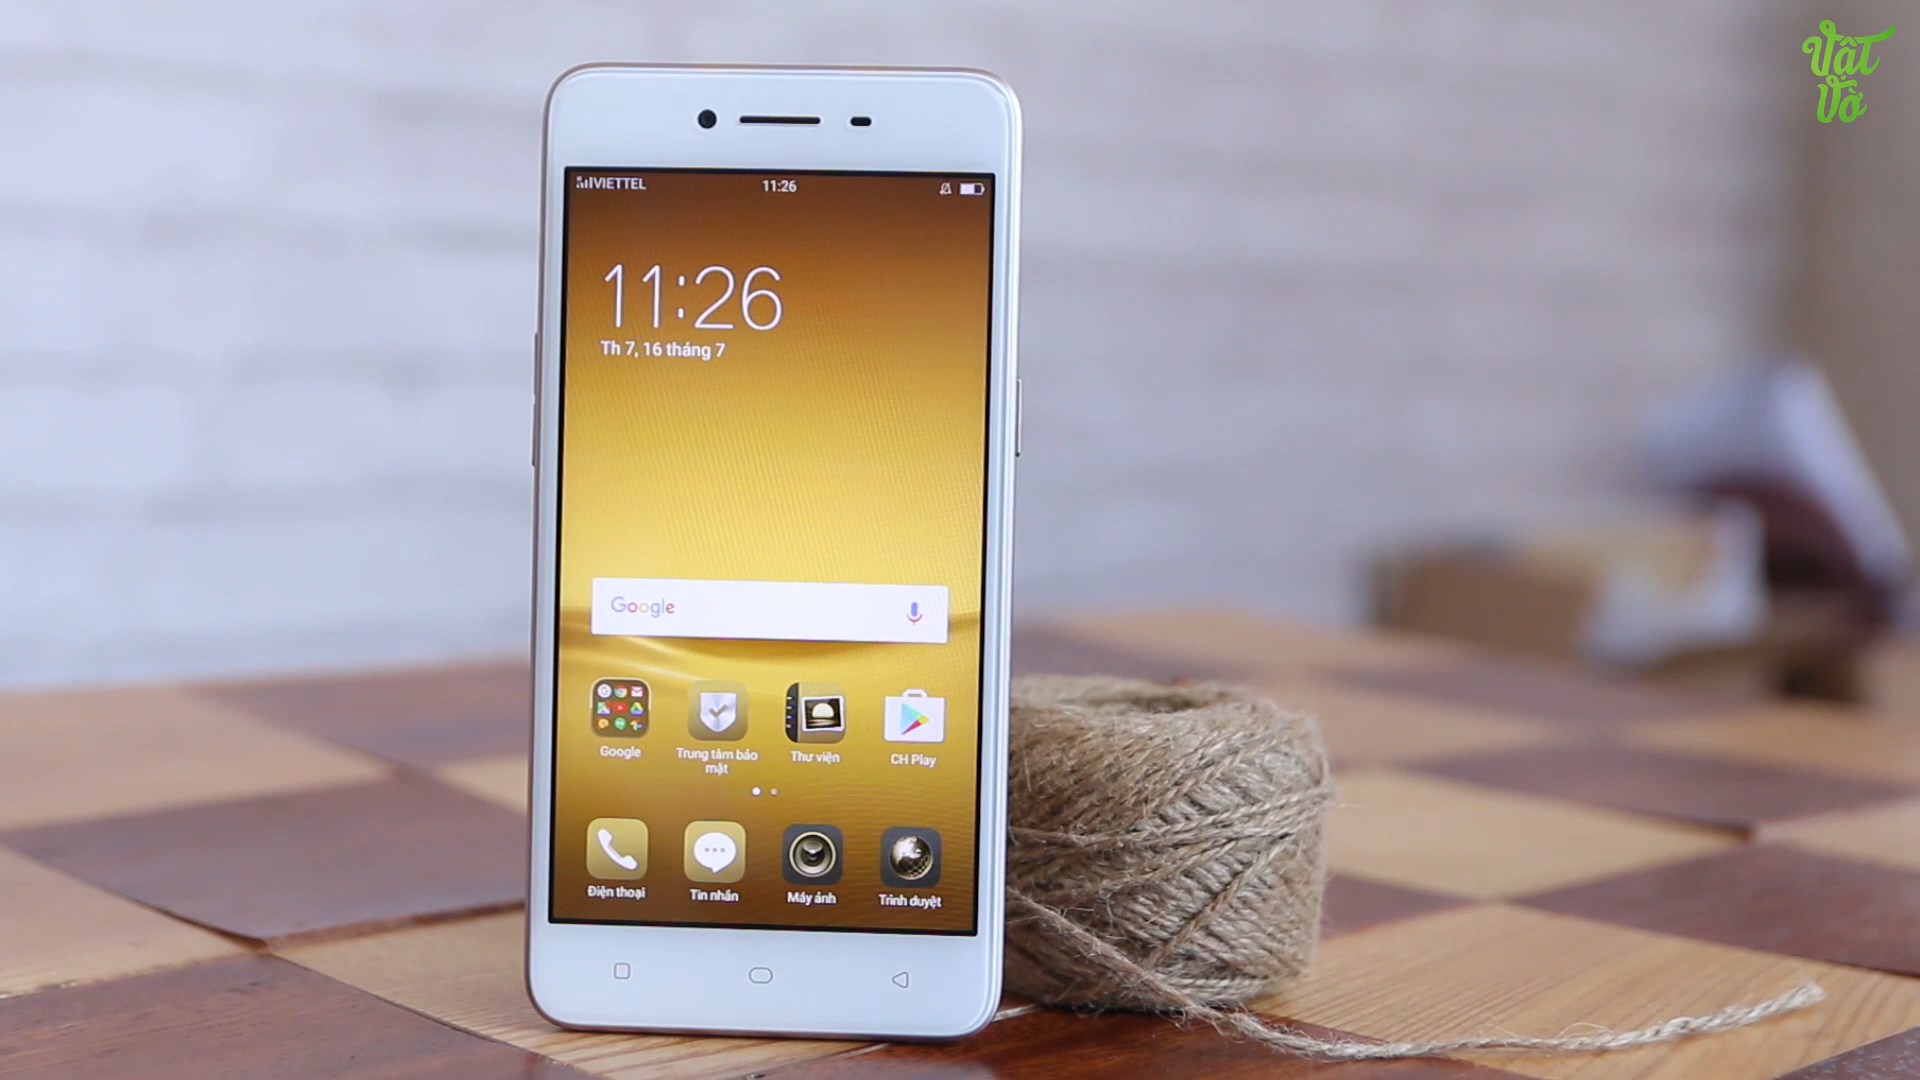 Vật
Vờ
VIETTEL
11:26
11:26
Th 7, 16 tháng 7
Google
Google
Trung tâm bảo
mật
Thư viện
CH Play
Điện thoại
Tin nhắn
Máy ảnh
Trình duyệt